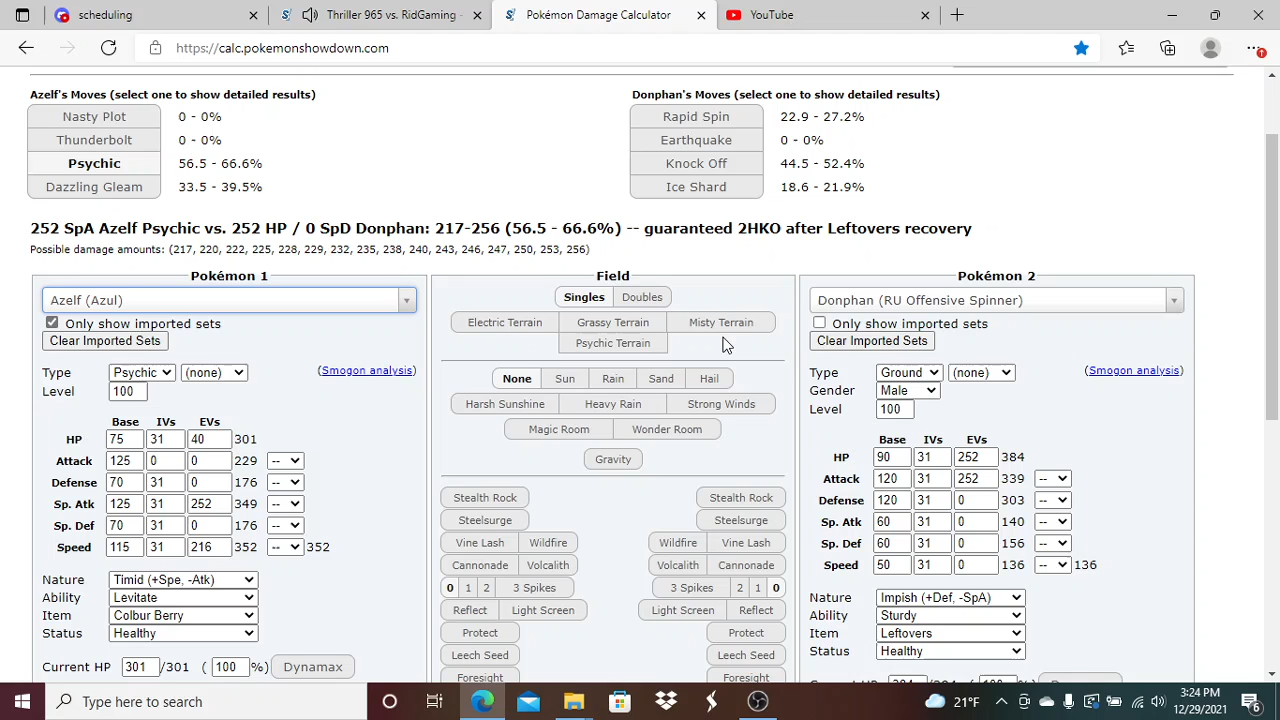 scheduling
Thriller 965 vs. RidGaming -
Pokémon Damage Calculator
YouTube
https://calc.pokemonshowdown.com
Azelf's Moves (select one to show detailed results)
Nasty Plot 0 - 0%
Thunderbolt 0 - 0%
Psychic 56.5 - 66.6%
Dazzling Gleam 33.5 - 39.5%
Donphan's Moves (select one to show detailed results)
Rapid Spin 22.9 - 27.2%
Earthquake 0 - 0%
Knock Off 44.5 - 52.4%
Ice Shard 18.6 - 21.9%
252 SpA Azelf Psychic vs. 252 HP / 0 SpD Donphan: 217-256 (56.5 - 66.6%) -- guaranteed 2HKO after Leftovers recovery
Possible damage amounts: (217, 220, 222, 225, 228, 229, 232, 235, 238, 240, 243, 246, 247, 250, 253, 256)
Pokémon 1
Azelf (Azul)
Only show imported sets
Clear Imported Sets
Type Psychic (none) (Smogon analysis)
Level 100
Base IVs EVs
HP 75 31 40 301
Attack 125 0 0 229 --
Defense 70 31 0 176 --
Sp. Atk 125 31 252 349 --
Sp. Def 70 31 0 176 --
Speed 115 31 216 352 -- 352
Nature Timid (+Spe, -Atk)
Ability Levitate
Item Colbur Berry
Status Healthy
Current HP 301 /301 ( 100 %) Dynamax
Field
Singles Doubles
Electric Terrain Grassy Terrain Misty Terrain
Psychic Terrain
None Sun Rain Sand Hail
Harsh Sunshine Heavy Rain Strong Winds
Magic Room Wonder Room
Gravity
Stealth Rock Stealth Rock
Steelsurge Steelsurge
Vine Lash Wildfire Wildfire Vine Lash
Cannonade Volcalith Volcalith Cannonade
0 1 2 3 Spikes 3 Spikes 2 1 0
Reflect Light Screen Light Screen Reflect
Protect Protect
Leech Seed Leech Seed
Foresight Foresight
Pokémon 2
Donphan (RU Offensive Spinner)
Only show imported sets
Clear Imported Sets
Type Ground (none) (Smogon analysis)
Gender Male
Level 100
Base IVs EVs
HP 90 31 252 384
Attack 120 31 252 339 --
Defense 120 31 0 303 --
Sp. Atk 60 31 0 140 --
Sp. Def 60 31 0 156 --
Speed 50 31 0 136 -- 136
Nature Impish (+Def, -SpA)
Ability Sturdy
Item Leftovers
Status Healthy
Type here to search
21°F
3:24 PM
12/29/2021
6